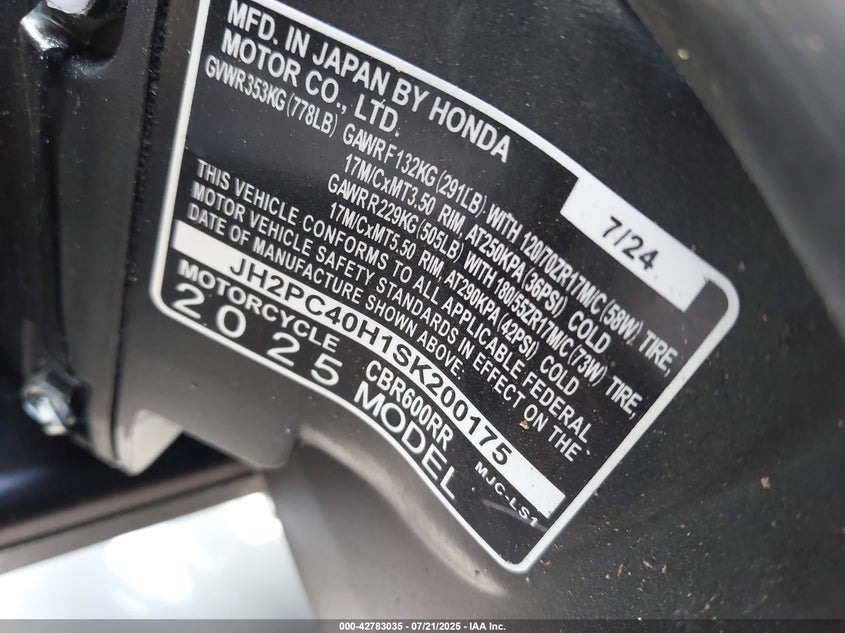 MFD. IN JAPAN BY HONDA
MOTOR CO., LTD.
7/24
GVWR353KG (778LB) GAWRF132KG (291LB) WITH 120/70ZR17M/C (58W) TIRE,
17M/CxMT3.50 RIM, AT250KPA (36PSI) COLD
GAWRR229KG (505LB) WITH 180/55ZR17M/C (73W) TIRE,
17M/CxMT5.50 RIM, AT290KPA (42PSI) COLD
THIS VEHICLE CONFORMS TO ALL APPLICABLE FEDERAL
MOTOR VEHICLE SAFETY STANDARDS IN EFFECT ON THE
DATE OF MANUFACTURE SHOWN ABOVE.
JH2PC40H1SK200175
MOTORCYCLE CBR600RR MJC-LS1
2025 MODEL
000-42783035 - 07/21/2025 - IAA Inc.